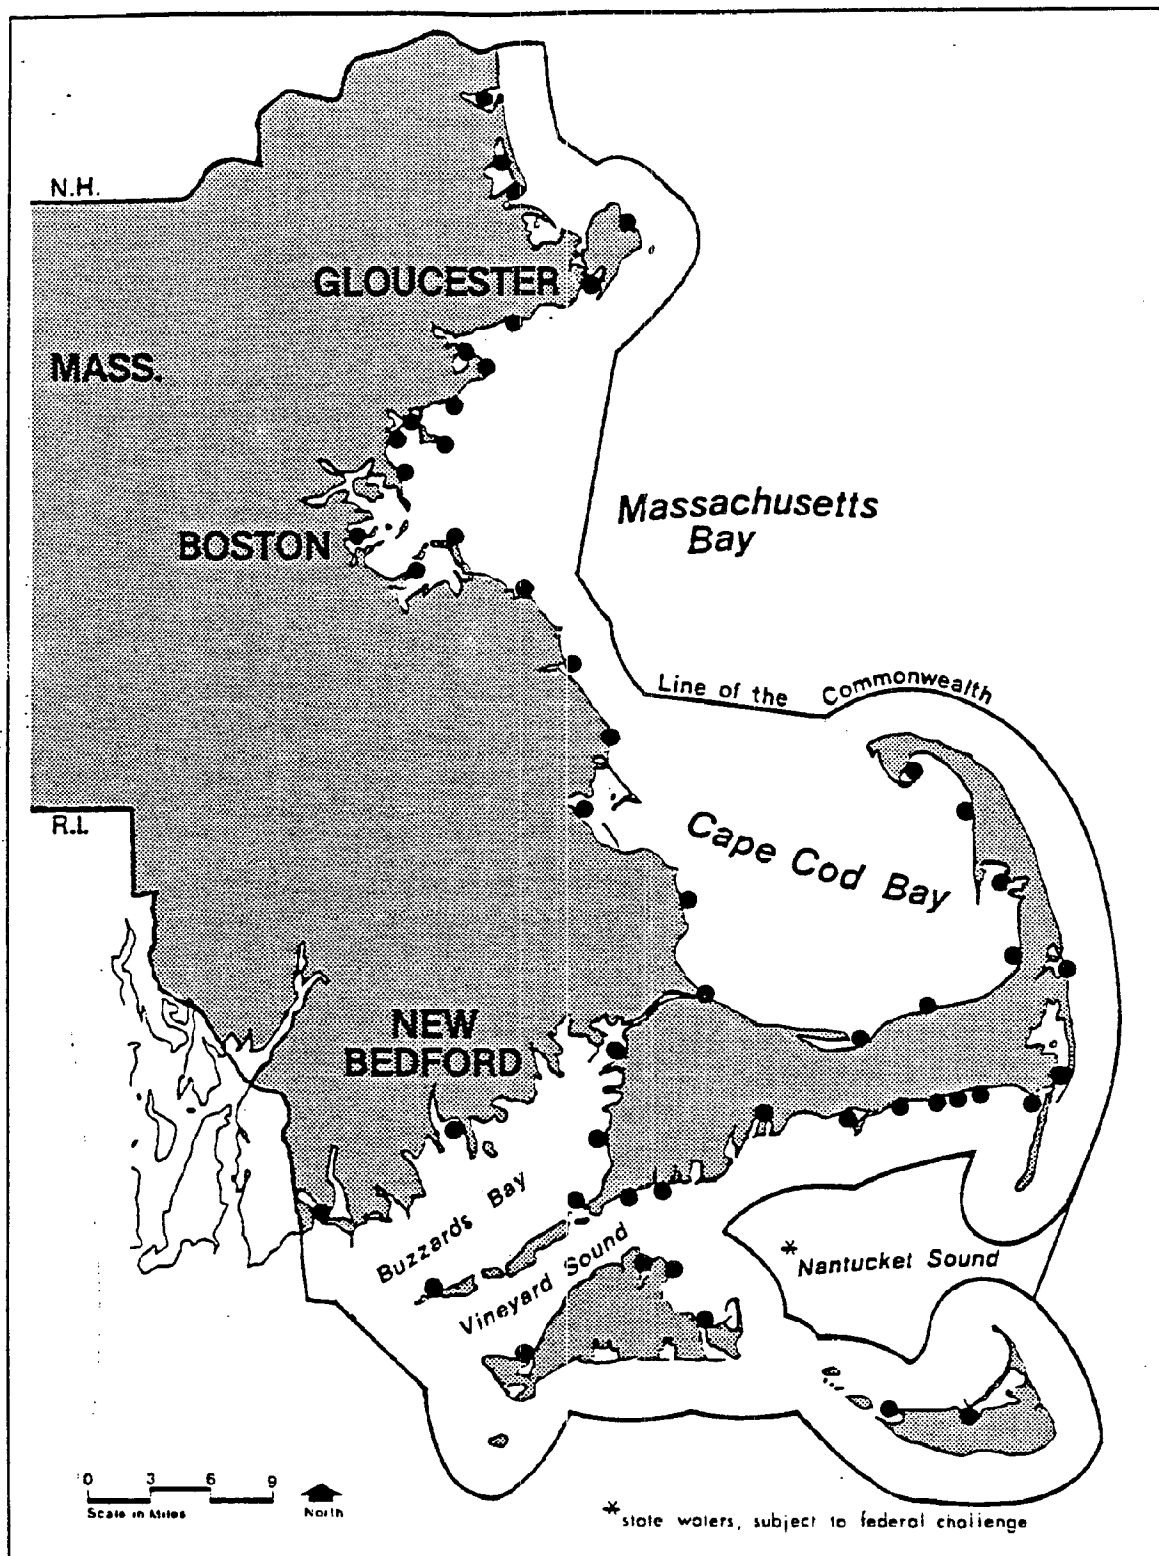 N.H.
GLOUCESTER
MASS.
Massachusetts
Bay
BOSTON
Line of the Commonwealth
R.I.
Cape Cod Bay
NEW
BEDFORD
Buzzards Bay
Vineyard Sound
*Nantucket Sound
0 3 6 9
Scale in Miles
North
*state waters, subject to federal challenge